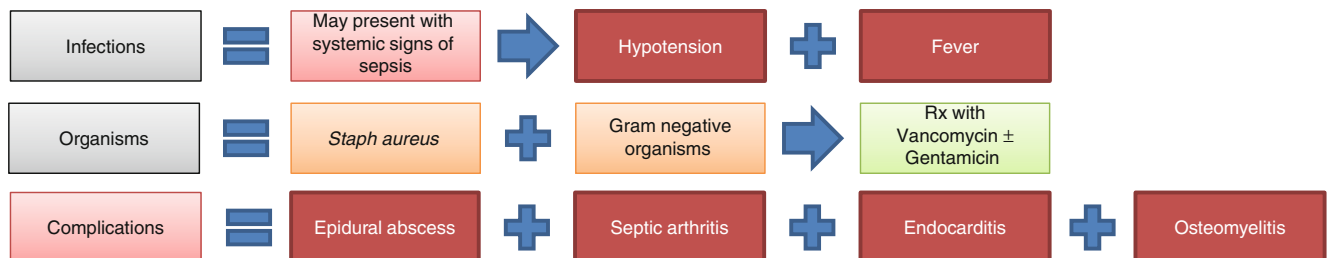 Infections
May present with
systemic signs of
sepsis
Hypotension
Fever
Organisms
Staph aureus
Gram negative
organisms
Rx with
Vancomycin ±
Gentamicin
Complications
Epidural abscess
Septic arthritis
Endocarditis
Osteomyelitis